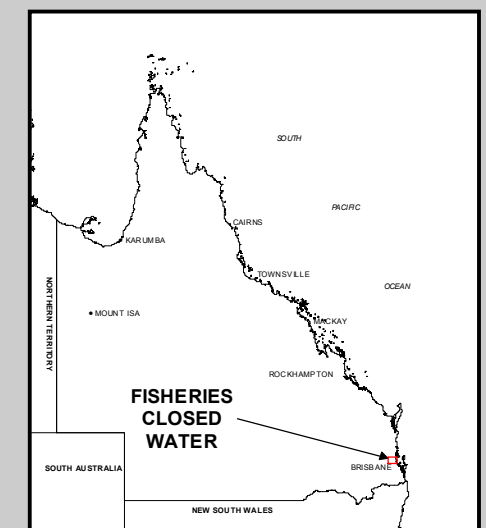 SOUTH
PACIFIC
CAIRNS
KARUMBA
TOWNSVILLE
OCEAN
NORTHERN TERRITORY
MOUNT ISA
MACKAY
ROCKHAMPTON
FISHERIES
CLOSED
WATER
BRISBANE
SOUTH AUSTRALIA
NEW SOUTH WALES